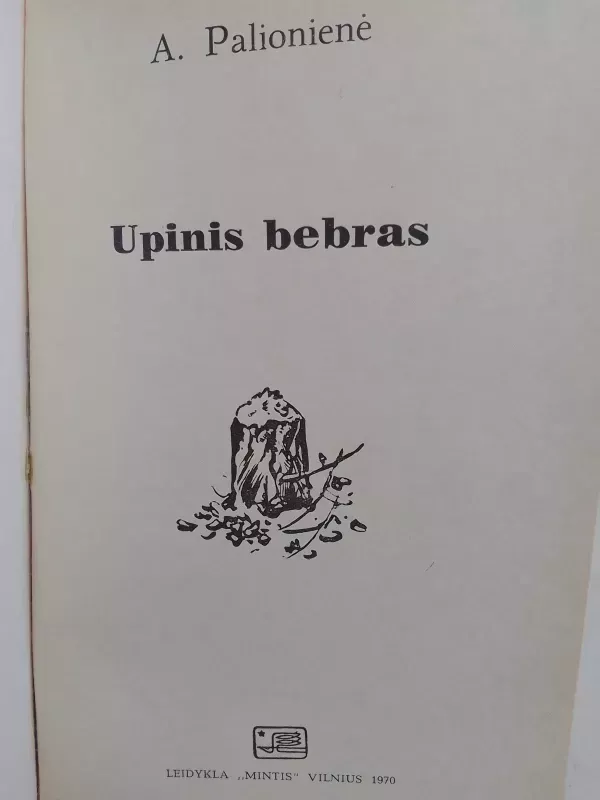 A. Palionienė
Upinis bebras
LEIDYKLA „MINTIS“ VILNIUS 1970